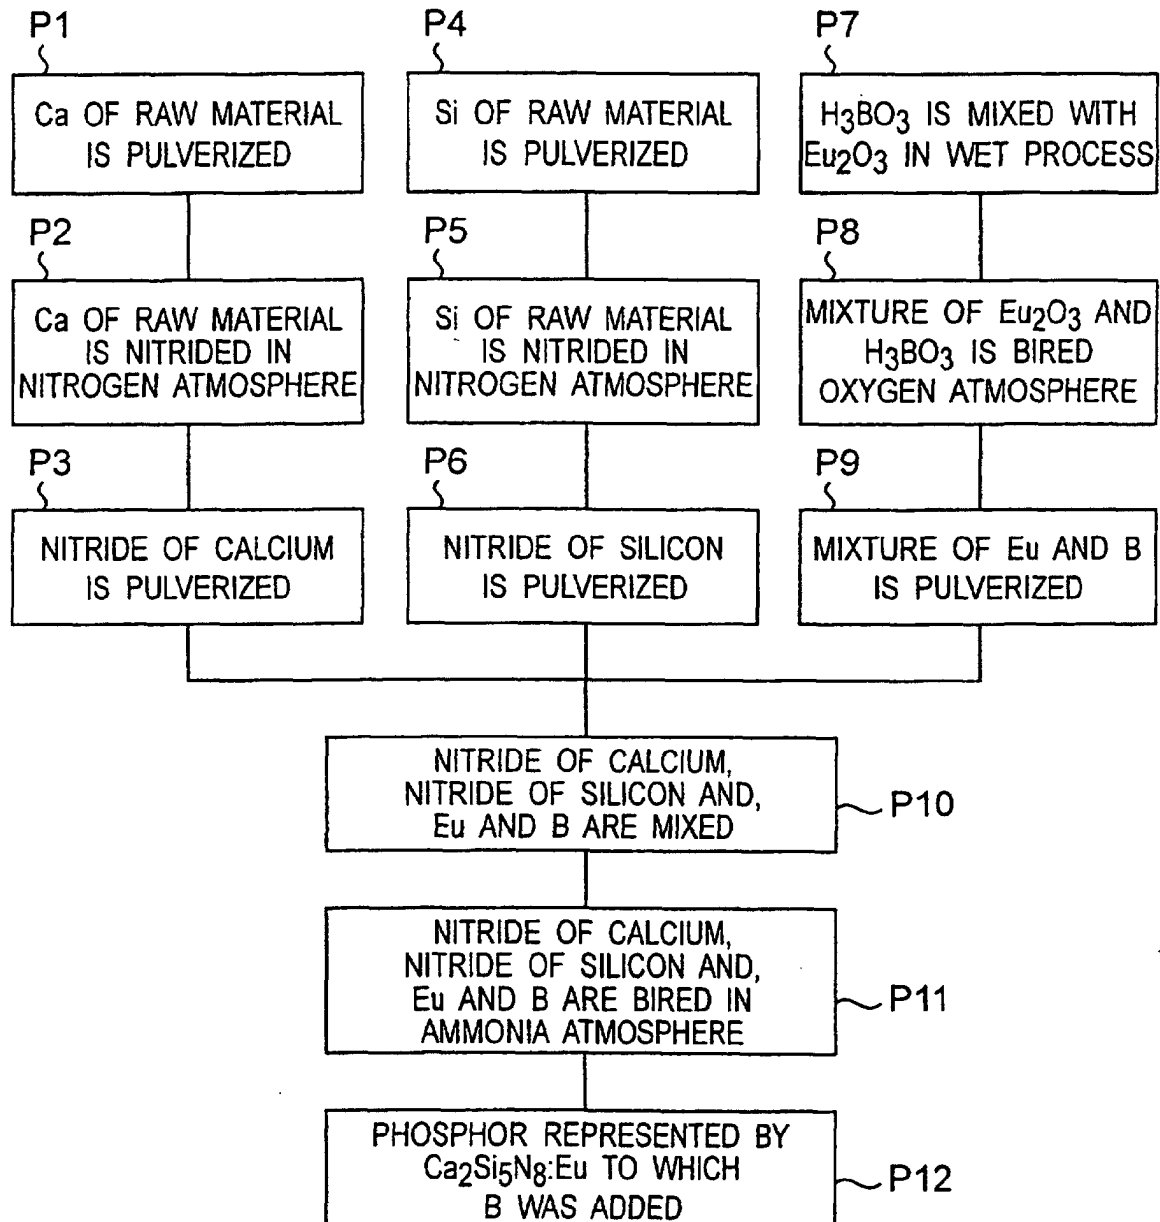 P1
Ca OF RAW MATERIAL
IS PULVERIZED
P2
Ca OF RAW MATERIAL
IS NITRIDED IN
NITROGEN ATMOSPHERE
P3
NITRIDE OF CALCIUM
IS PULVERIZED
P4
Si OF RAW MATERIAL
IS PULVERIZED
P5
Si OF RAW MATERIAL
IS NITRIDED IN
NITROGEN ATMOSPHERE
P6
NITRIDE OF SILICON
IS PULVERIZED
P7
H3BO3 IS MIXED WITH
Eu2O3 IN WET PROCESS
P8
MIXTURE OF Eu2O3 AND
H3BO3 IS BIRED
OXYGEN ATMOSPHERE
P9
MIXTURE OF Eu AND B
IS PULVERIZED
NITRIDE OF CALCIUM,
NITRIDE OF SILICON AND,
Eu AND B ARE MIXED
P10
NITRIDE OF CALCIUM,
NITRIDE OF SILICON AND,
Eu AND B ARE BIRED IN
AMMONIA ATMOSPHERE
P11
PHOSPHOR REPRESENTED BY
Ca2Si5N8:Eu TO WHICH
B WAS ADDED
P12